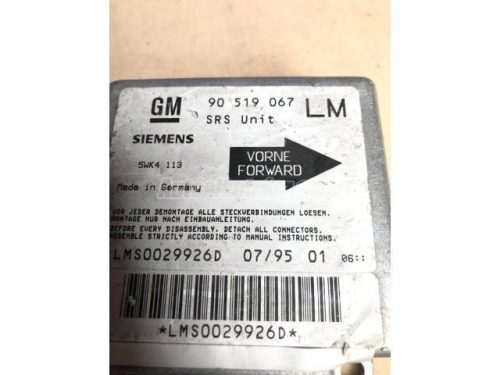 GM 90 519 067 LM
SRS Unit
SIEMENS
5WK4 113
VORNE
FORWARD
Made in Germany
VOR JEDER DEMONTAGE ALLE STECKVERBINDUNGEN LOESEN.
MONTAGE NUR NACH EINBAUANLEITUNG.
BEFORE EVERY DISASSEMBLY, DETACH ALL CONNECTORS.
ASSEMBLE STRICTLY ACCORDING TO MANUAL INSTRUCTIONS.
LMS0029926D 07/95 01 06::
*LMS0029926D*